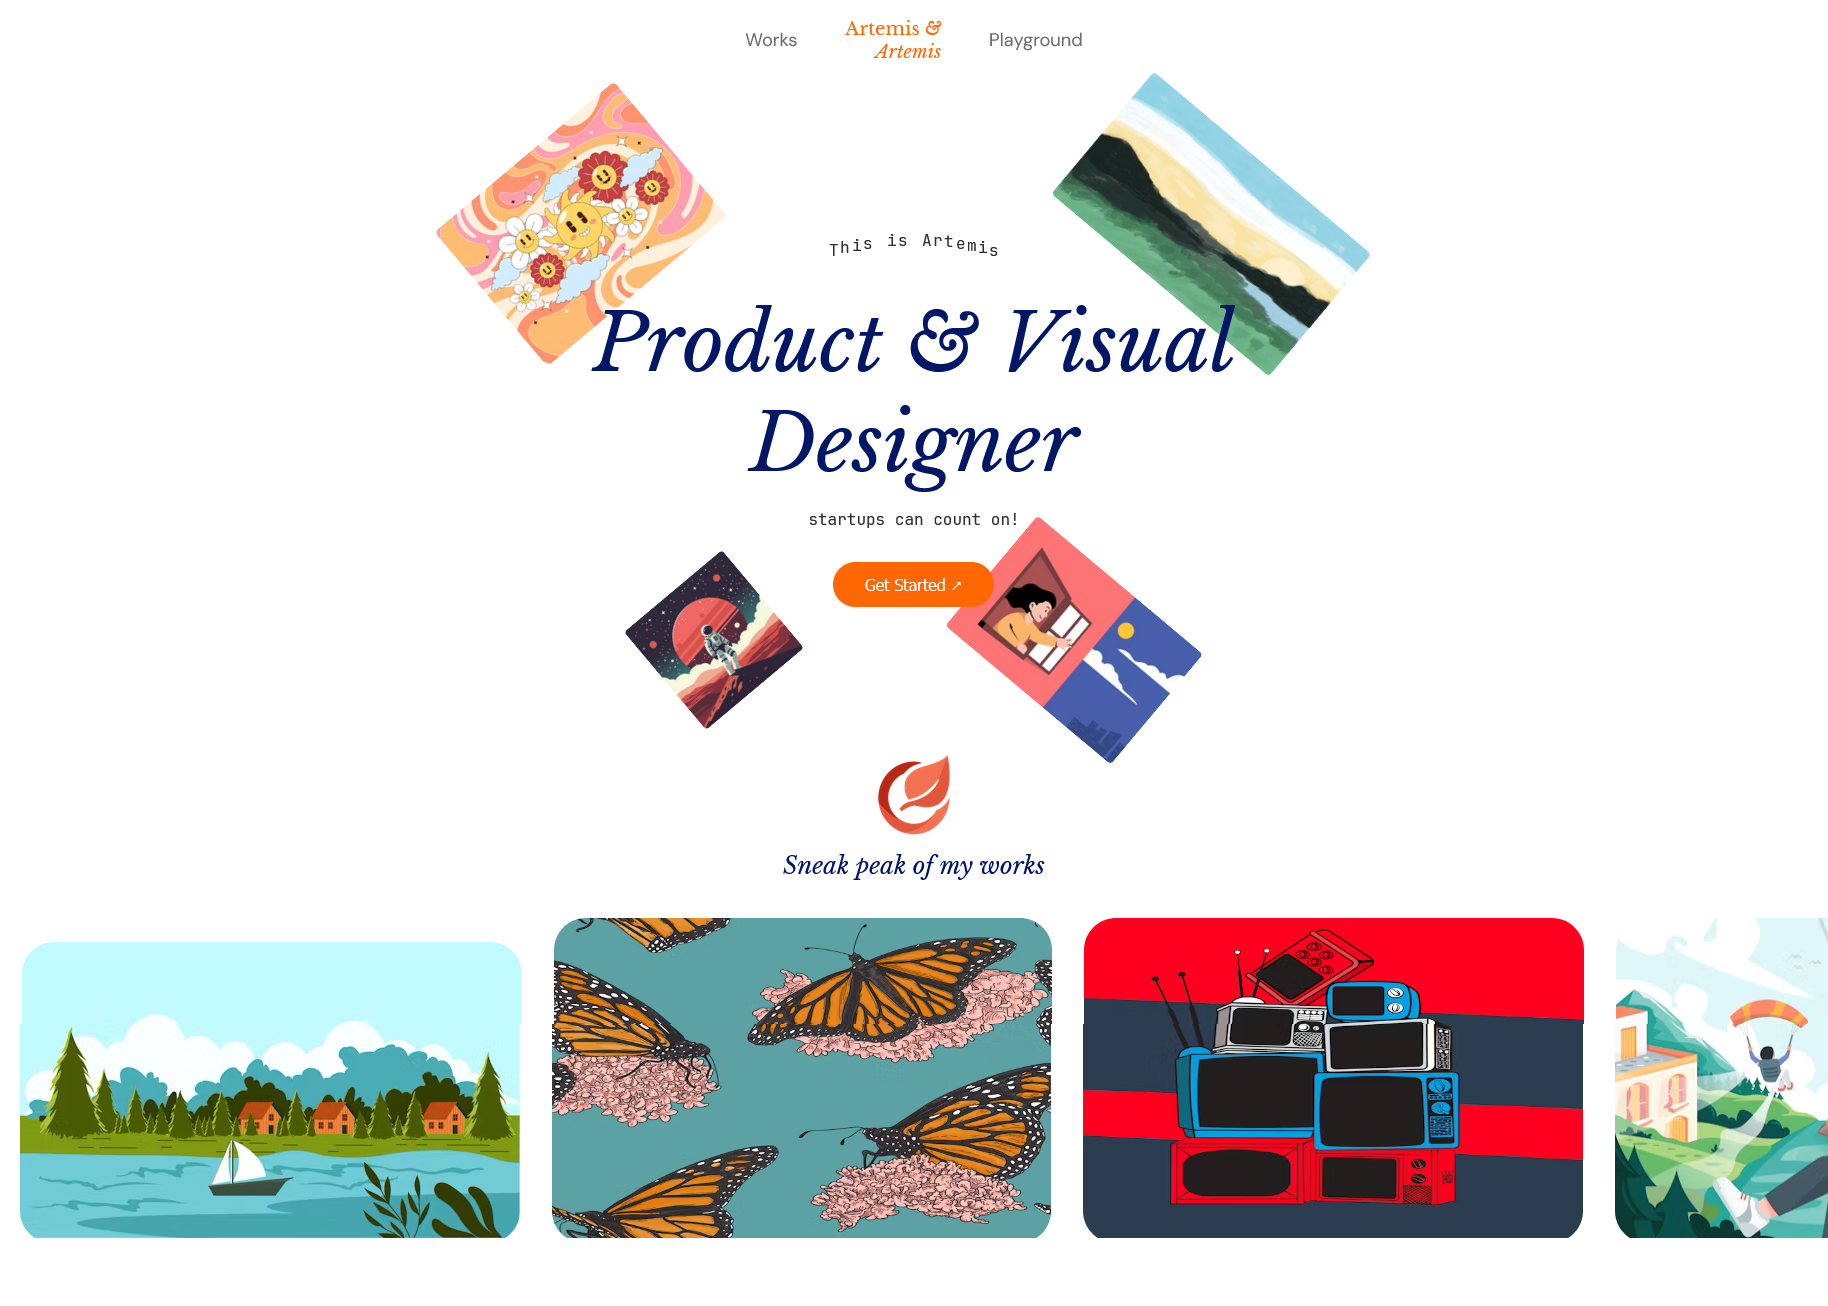 Works
Artemis &
Artemis
Playground
This is Artemis
Product & Visual
Designer
startups can count on!
Get Started ↗
Sneak peak of my works